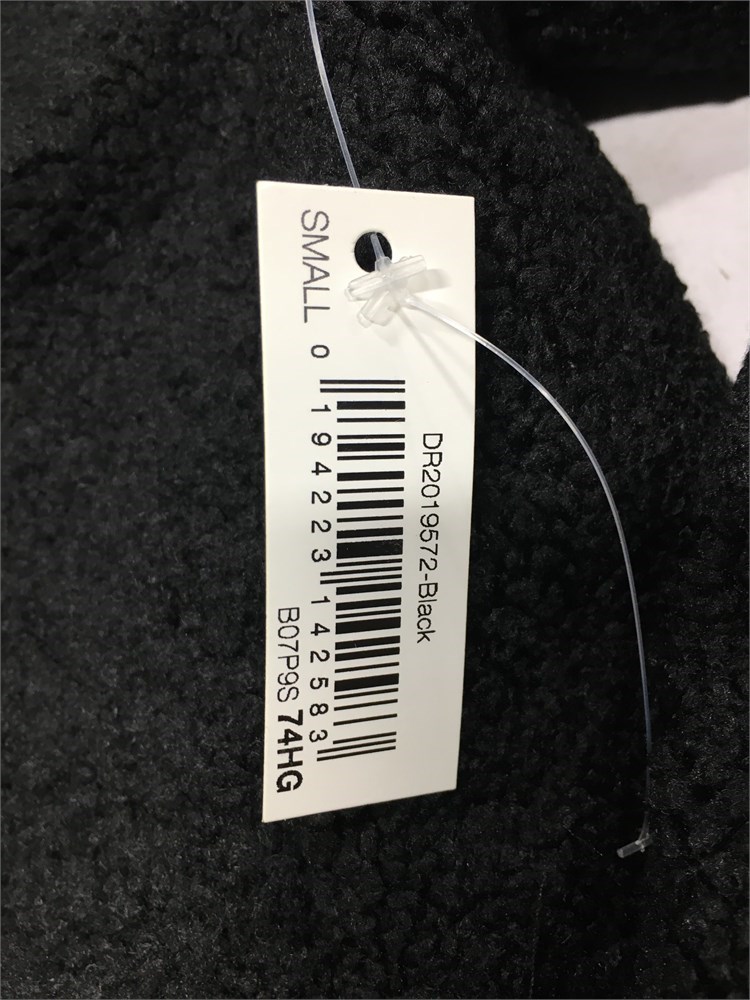 DR2019572-Black
0 194223 142583
SMALL
B07P9S 74HG